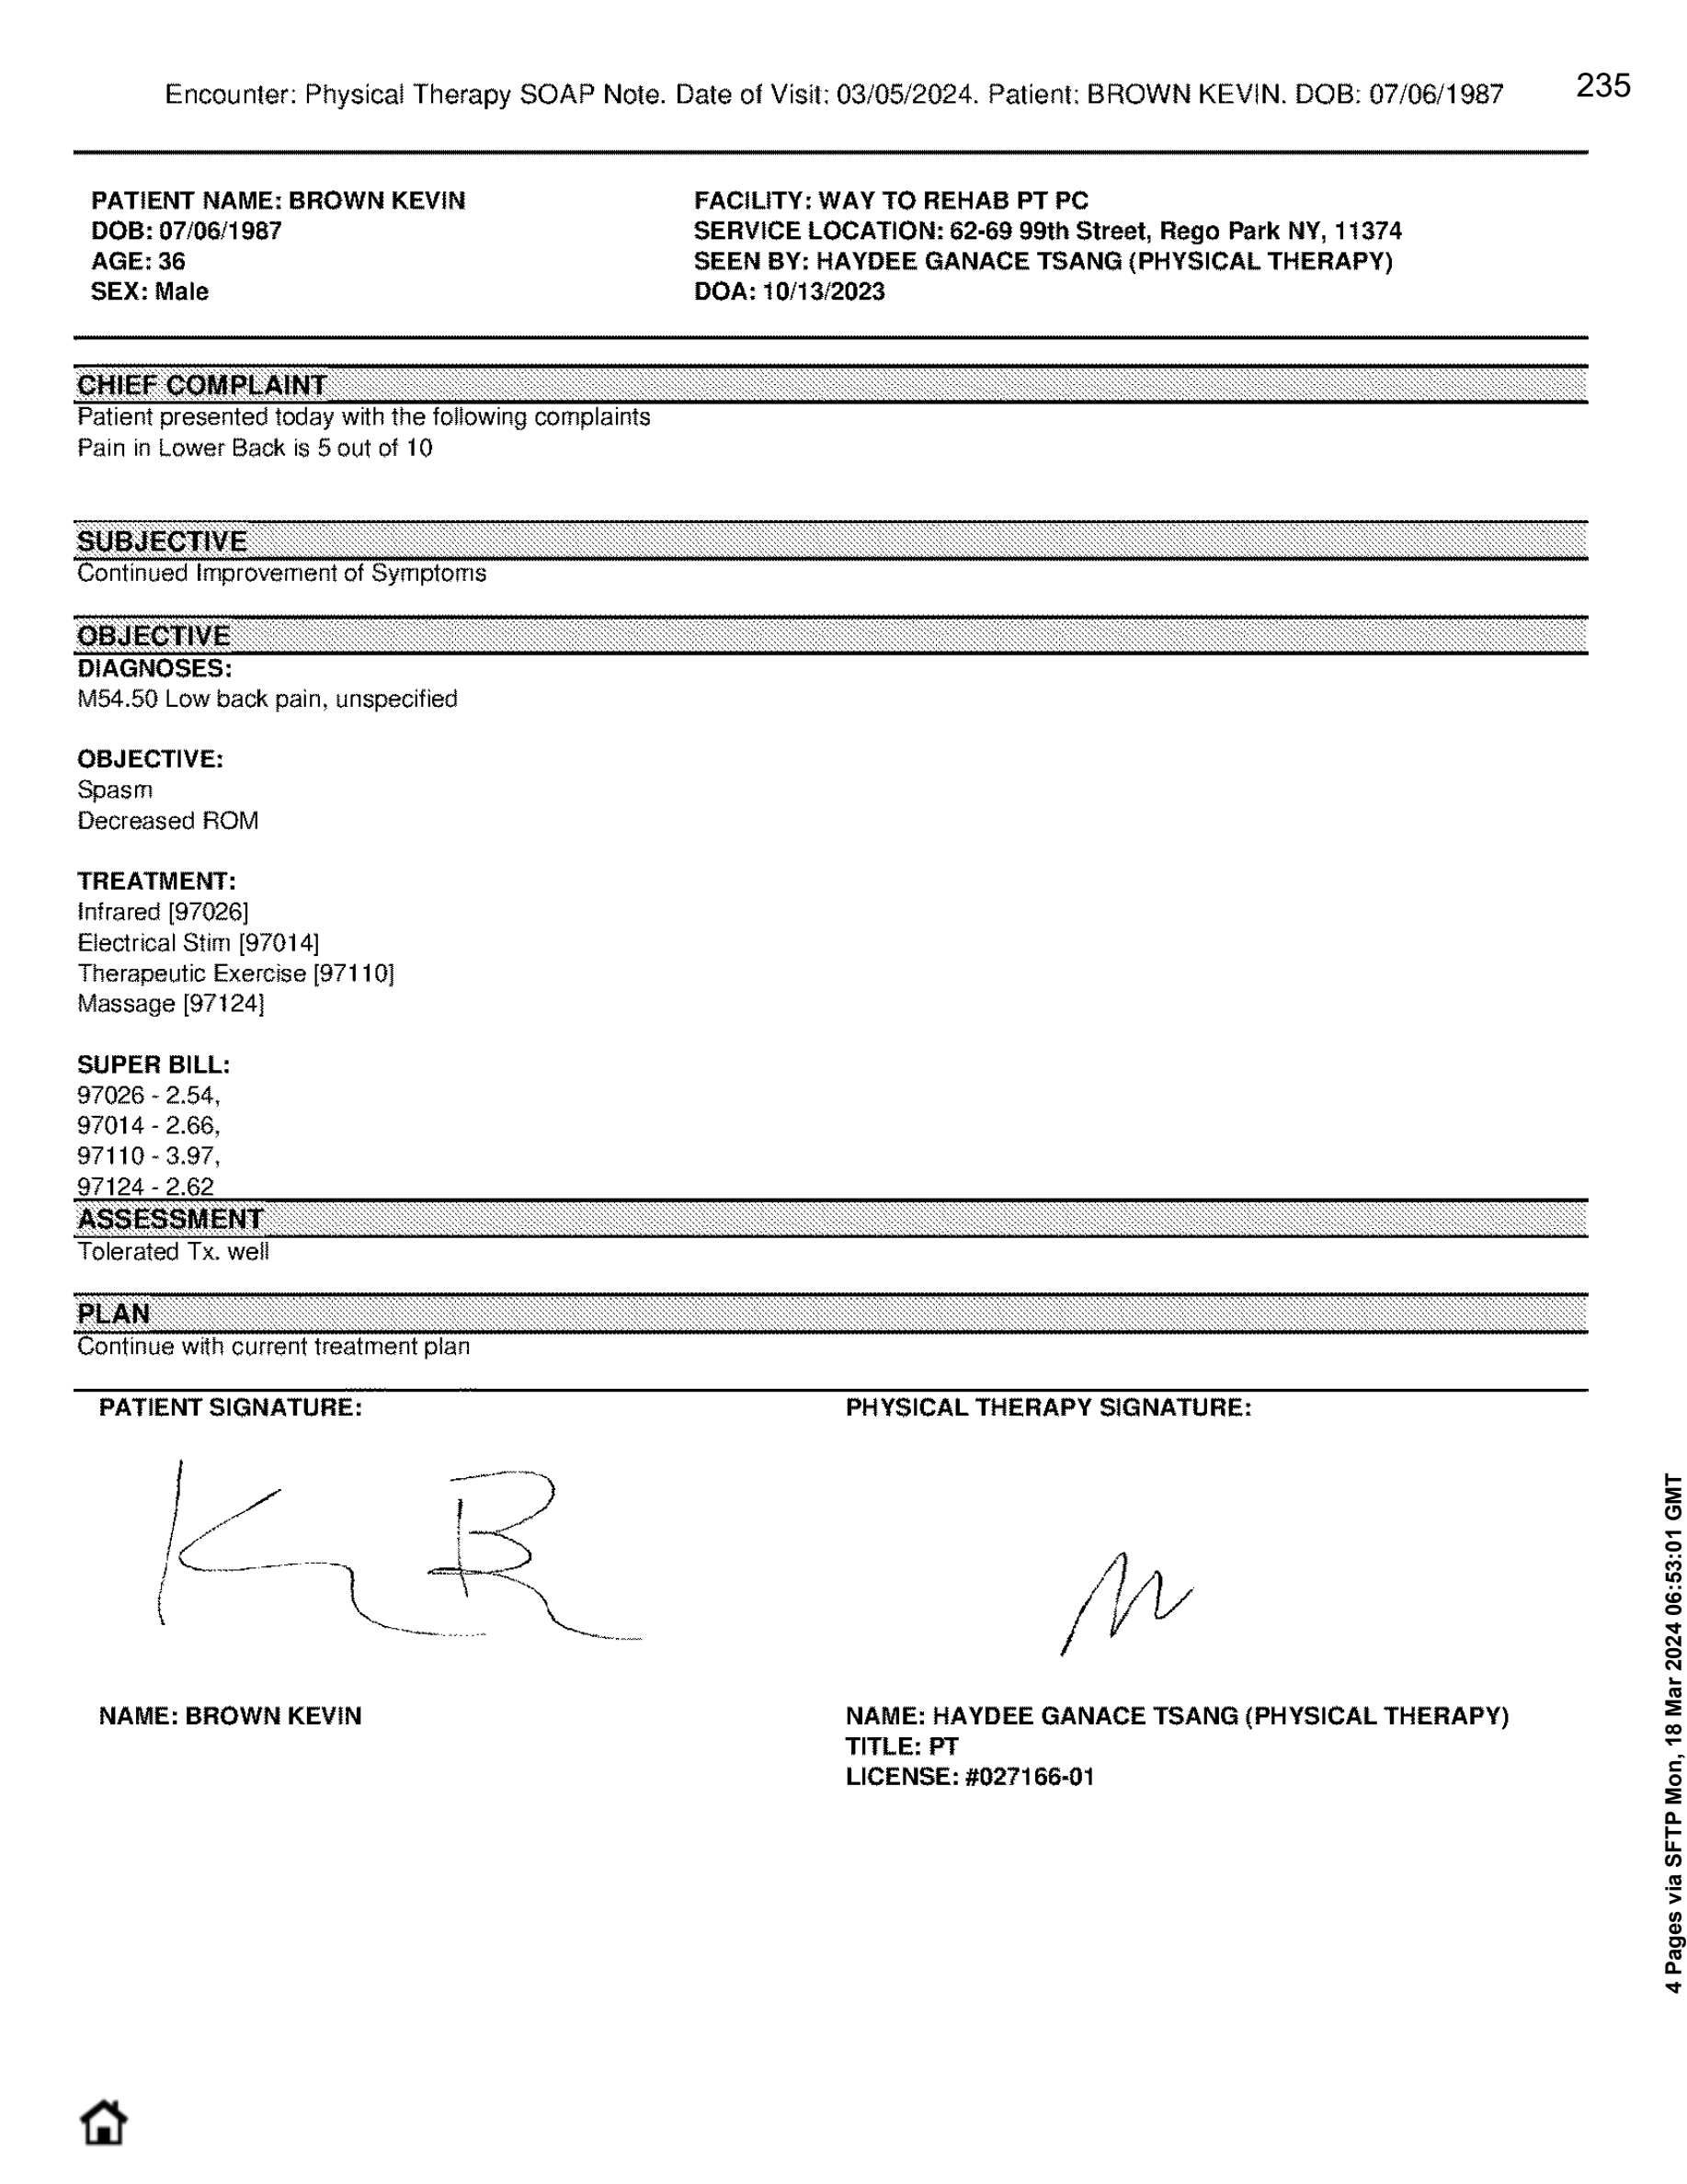 Encounter: Physical Therapy SOAP Note. Date of Visit: 03/05/2024. Patient: BROWN KEVIN. DOB: 07/06/1987
235
PATIENT NAME: BROWN KEVIN
DOB: 07/06/1987
AGE: 36
SEX: Male
FACILITY: WAY TO REHAB PT PC
SERVICE LOCATION: 62-69 99th Street, Rego Park NY, 11374
SEEN BY: HAYDEE GANACE TSANG (PHYSICAL THERAPY)
DOA: 10/13/2023
CHIEF COMPLAINT
Patient presented today with the following complaints
Pain in Lower Back is 5 out of 10
SUBJECTIVE
Continued Improvement of Symptoms
OBJECTIVE
DIAGNOSES:
M54.50 Low back pain, unspecified
OBJECTIVE:
Spasm
Decreased ROM
TREATMENT:
Infrared [97026]
Electrical Stim [97014]
Therapeutic Exercise [97110]
Massage [97124]
SUPER BILL:
97026 - 2.54,
97014 - 2.66,
97110 - 3.97,
97124 - 2.62
ASSESSMENT
Tolerated Tx. well
PLAN
Continue with current treatment plan
PATIENT SIGNATURE:
K B
NAME: BROWN KEVIN
PHYSICAL THERAPY SIGNATURE:
NAME: HAYDEE GANACE TSANG (PHYSICAL THERAPY)
TITLE: PT
LICENSE: #027166-01
4 Pages via SFTP Mon, 18 Mar 2024 06:53:01 GMT